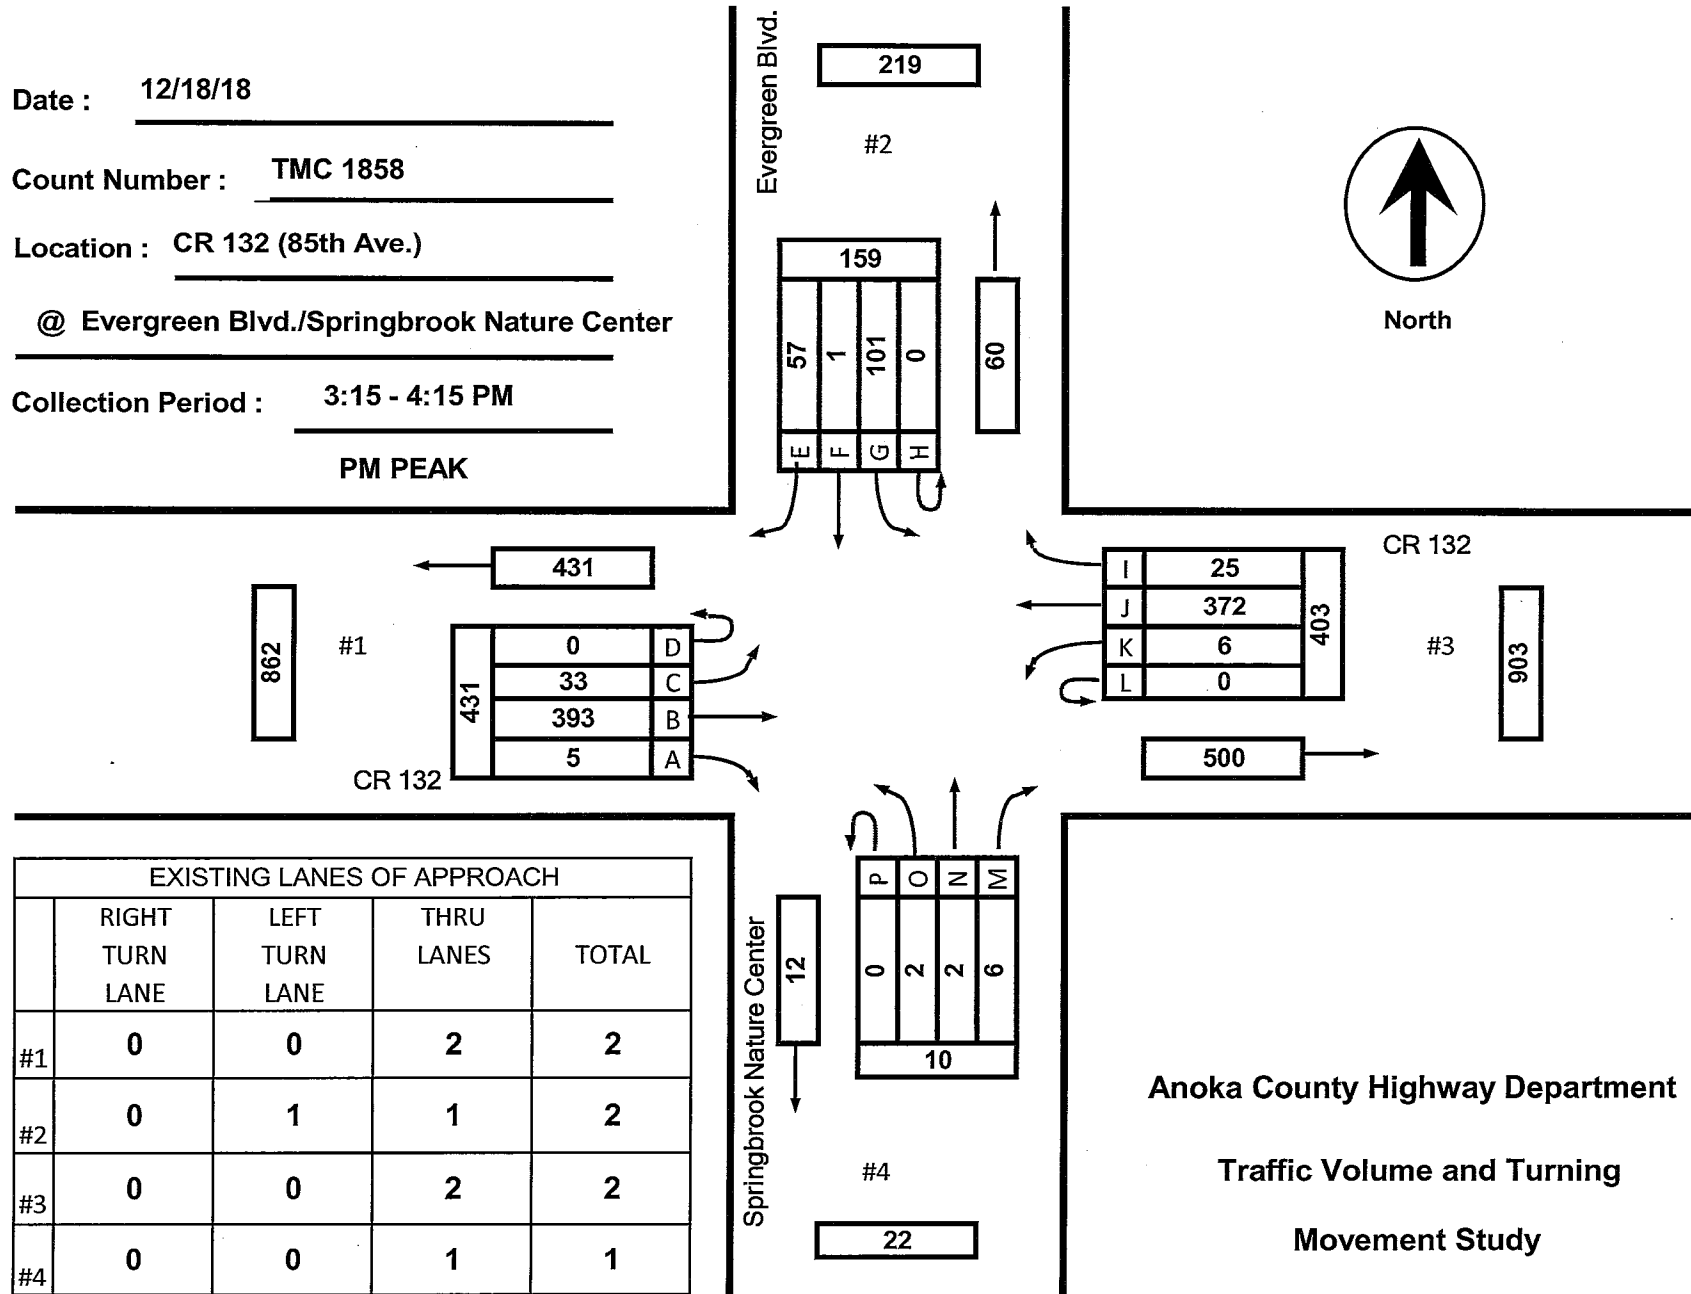 Date : 12/18/18
Count Number : TMC 1858
Location : CR 132 (85th Ave.)
@ Evergreen Blvd./Springbrook Nature Center
Collection Period : 3:15 - 4:15 PM
PM PEAK
Evergreen Blvd.
219
#2
159
57 1 101 0
E F G H
60
North
431
862
#1
431
0 D
33 C
393 B
5 A
CR 132
CR 132
I 25
J 372
K 6
L 0
403
#3
903
500
P O N M
0 2 2 6
10
12
Springbrook Nature Center
#4
22
EXISTING LANES OF APPROACH
RIGHT TURN LANE LEFT TURN LANE THRU LANES TOTAL
#1 0 0 2 2
#2 0 1 1 2
#3 0 0 2 2
#4 0 0 1 1
Anoka County Highway Department
Traffic Volume and Turning
Movement Study